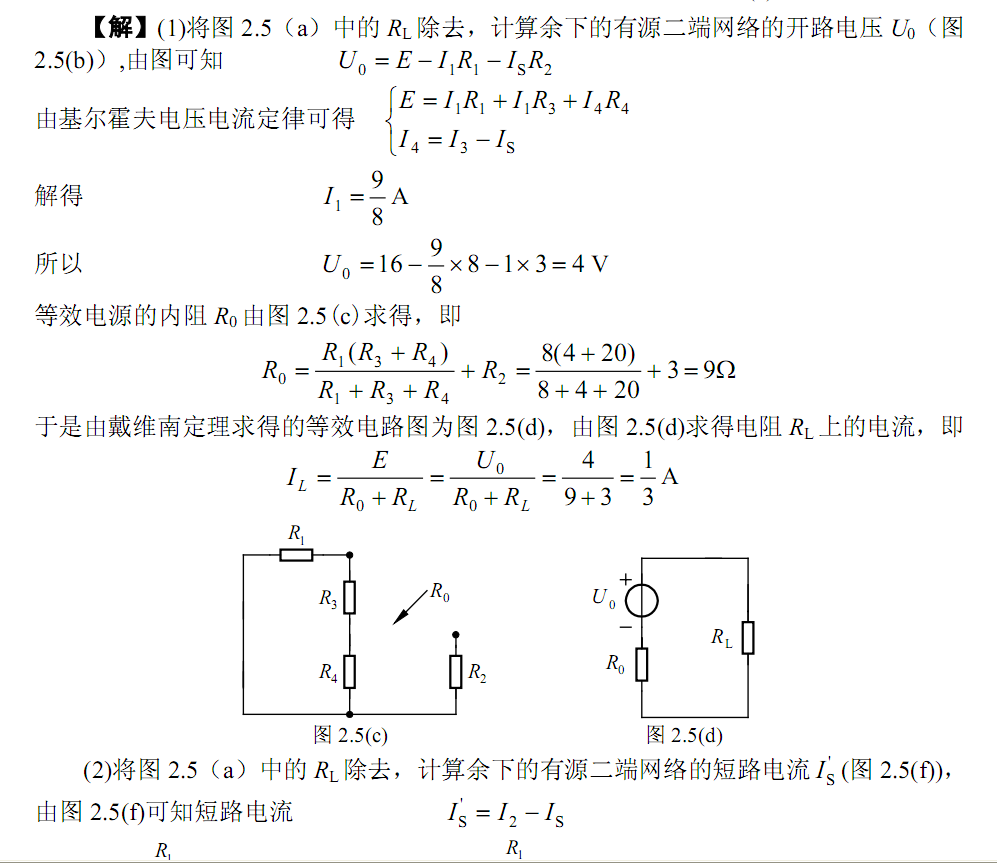 【解】(1)将图 2.5（a）中的 R_L 除去，计算余下的有源二端网络的开路电压 U_0（图
2.5(b)）,由图可知 U_0 = E − I_1R_1 − I_SR_2
由基尔霍夫电压电流定律可得 { E = I_1R_1 + I_1R_3 + I_4R_4
I_4 = I_3 − I_S
解得 I_1 = 9/8 A
所以 U_0 = 16 − 9/8 × 8 − 1 × 3 = 4 V
等效电源的内阻 R_0 由图 2.5(c)求得，即
R_0 = R_1(R_3 + R_4)/(R_1 + R_3 + R_4) + R_2 = 8(4 + 20)/(8 + 4 + 20) + 3 = 9Ω
于是由戴维南定理求得的等效电路图为图 2.5(d)，由图 2.5(d)求得电阻 R_L 上的电流，即
I_L = E/(R_0 + R_L) = U_0/(R_0 + R_L) = 4/(9 + 3) = 1/3 A
R_1
R_3
R_0
R_4
R_2
图 2.5(c)
+
U_0
−
R_L
R_0
图 2.5(d)
(2)将图 2.5（a）中的 R_L 除去，计算余下的有源二端网络的短路电流 I'_S (图 2.5(f))，
由图 2.5(f)可知短路电流 I'_S = I_2 − I_S
R_1
R_1